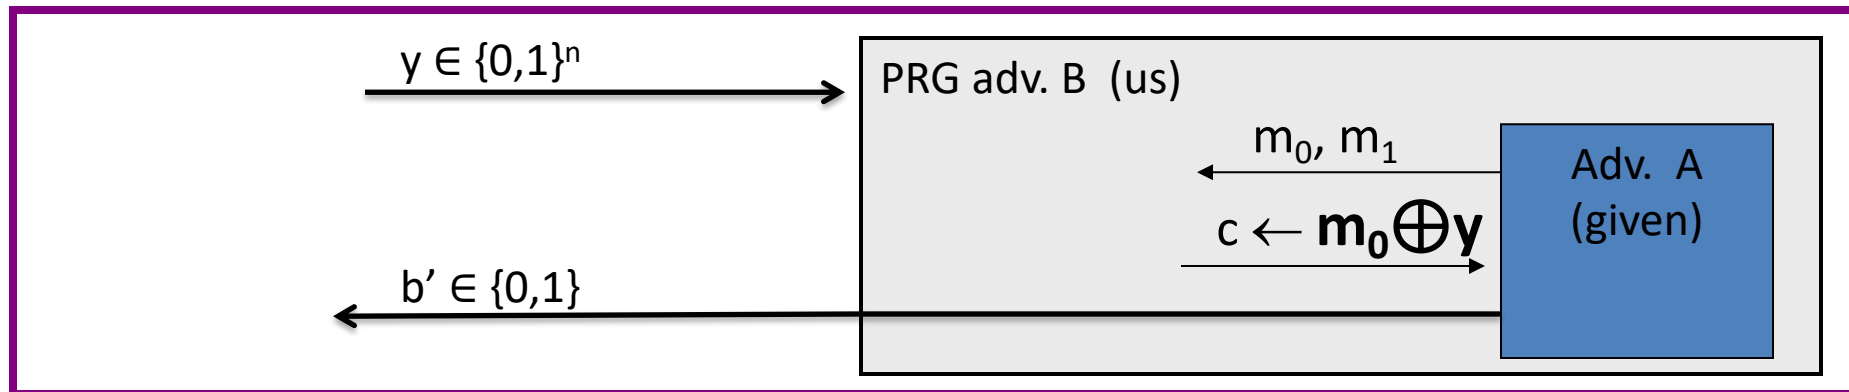 y ∈ {0,1}ⁿ
PRG adv. B (us)
m₀, m₁
Adv. A
(given)
c ← m₀⊕y
b’ ∈ {0,1}